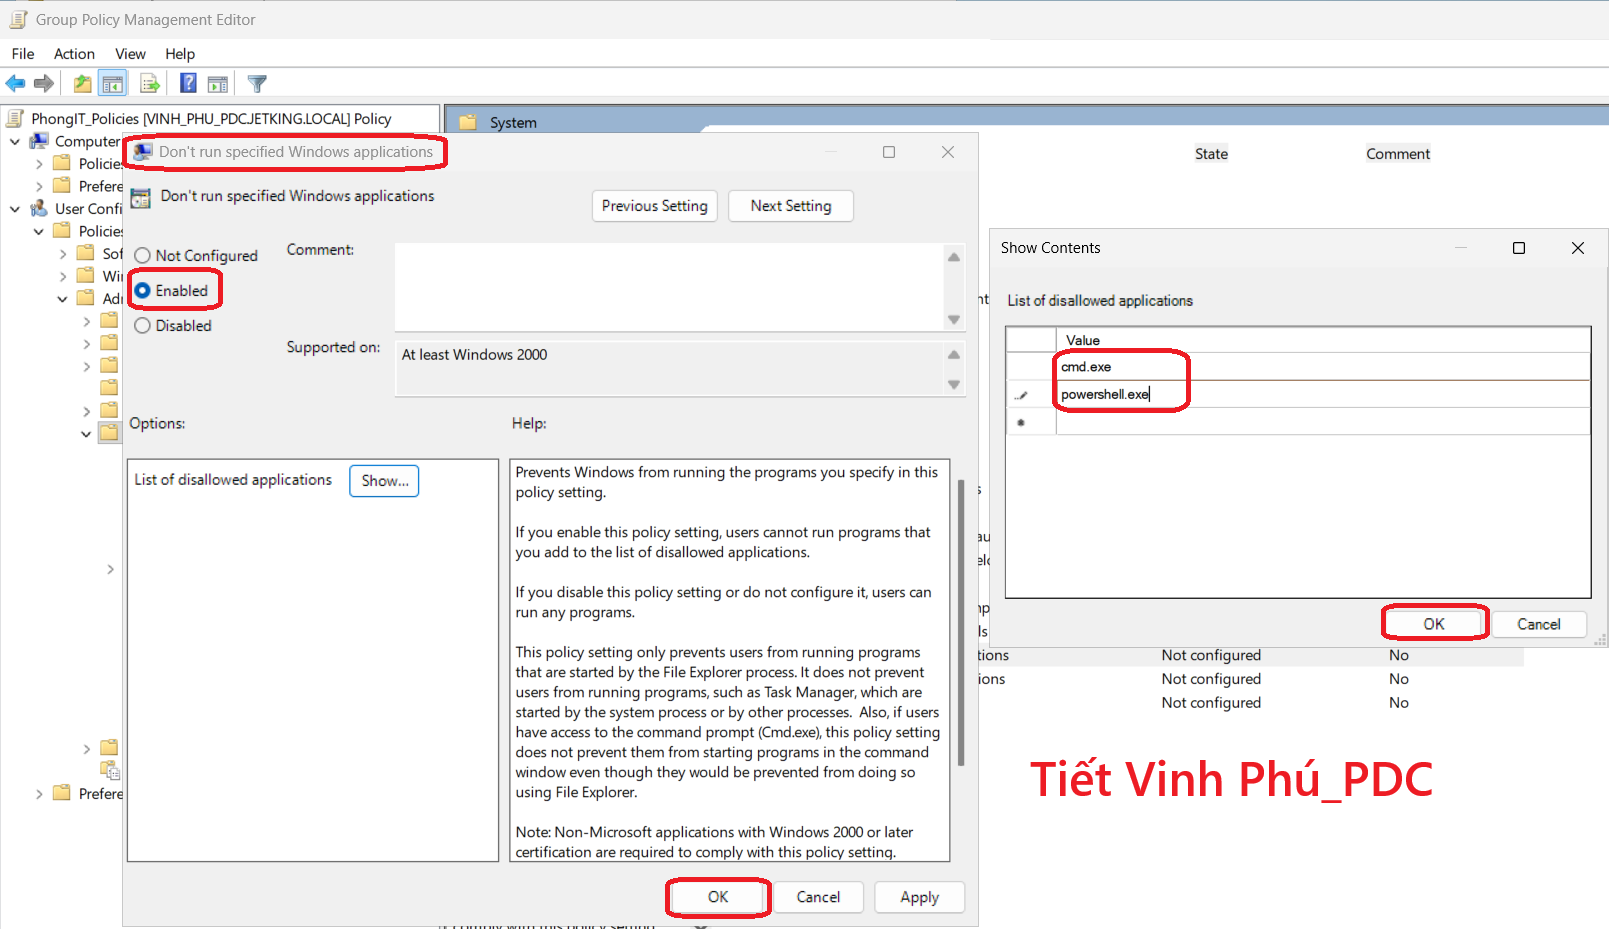 Group Policy Management Editor
File Action View Help
PhongIT_Policies [VINH_PHU_PDCJETKING.LOCAL] Policy
Computer
Policies
Prefere
User Confi
Policies
Sof
Wi
Adm
Prefere
System
State Comment
Don't run specified Windows applications
Don't run specified Windows applications
Previous Setting Next Setting
Not Configured
Enabled
Disabled
Comment:
Supported on:
At least Windows 2000
Options:
Help:
List of disallowed applications Show...
Prevents Windows from running the programs you specify in this
policy setting.
If you enable this policy setting, users cannot run programs that
you add to the list of disallowed applications.
If you disable this policy setting or do not configure it, users can
run any programs.
This policy setting only prevents users from running programs
that are started by the File Explorer process. It does not prevent
users from running programs, such as Task Manager, which are
started by the system process or by other processes. Also, if users
have access to the command prompt (Cmd.exe), this policy setting
does not prevent them from starting programs in the command
window even though they would be prevented from doing so
using File Explorer.
Note: Non-Microsoft applications with Windows 2000 or later
certification are required to comply with this policy setting.
OK Cancel Apply
Show Contents
List of disallowed applications
Value
cmd.exe
powershell.exe
OK Cancel
tions Not configured No
ions Not configured No
Not configured No
Tiết Vinh Phú_PDC